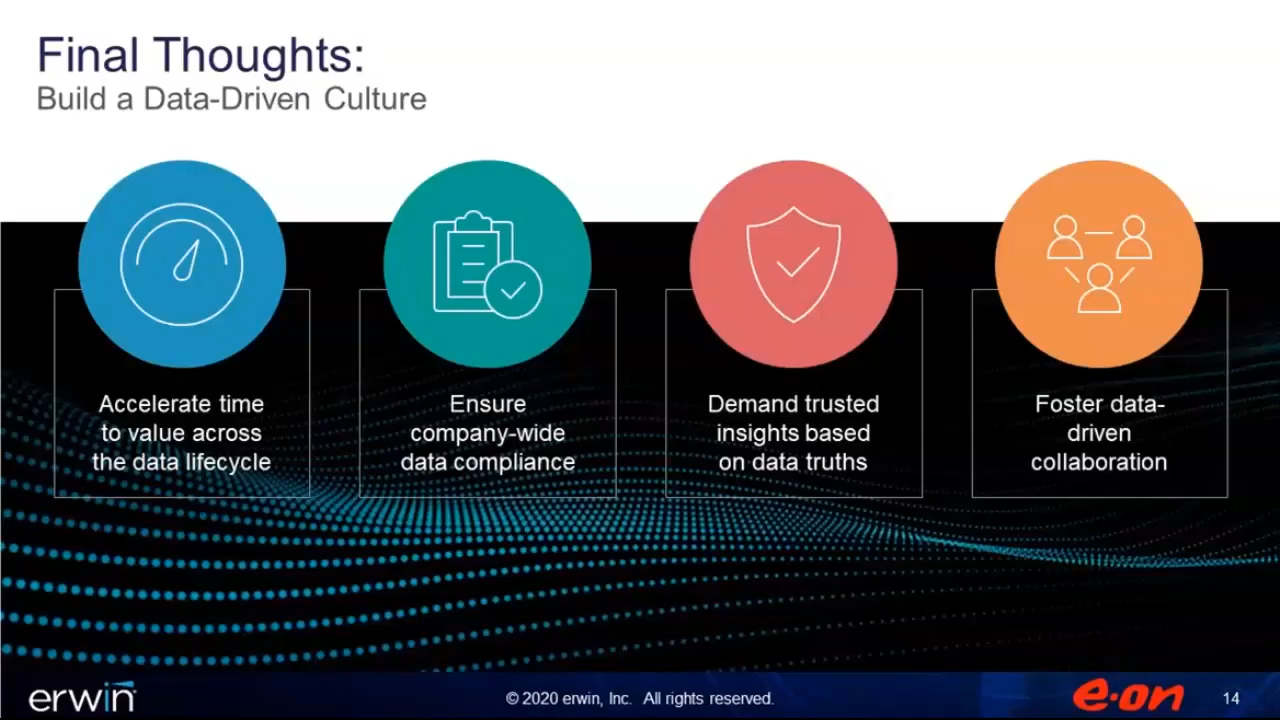 Final Thoughts:
Build a Data-Driven Culture
Accelerate time
to value across
the data lifecycle
Ensure
company-wide
data compliance
Demand trusted
insights based
on data truths
Foster data-
driven
collaboration
erwin
© 2020 erwin, Inc. All rights reserved.
e·on
14